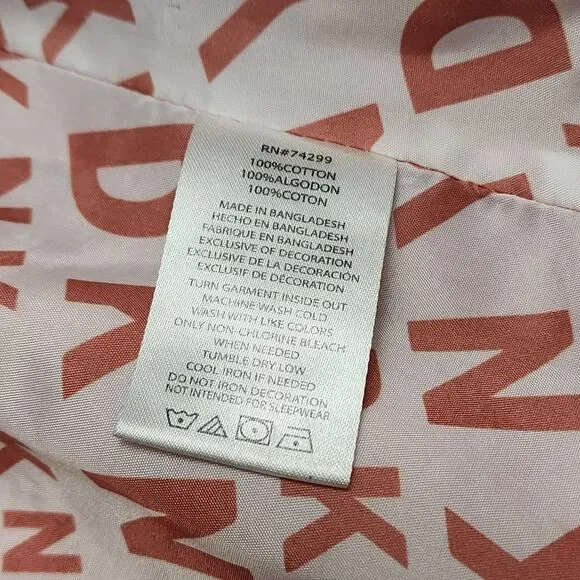 RN#74299
100%COTTON
100%ALGODON
100%COTON
MADE IN BANGLADESH
HECHO EN BANGLADESH
FABRIQUE EN BANGLADESH
EXCLUSIVE OF DECORATION
EXCLUSIVE DE LA DECORACIÓN
EXCLUSIF DE DÉCORATION
TURN GARMENT INSIDE OUT
MACHINE WASH COLD
WASH WITH LIKE COLORS
ONLY NON-CHLORINE BLEACH
WHEN NEEDED
TUMBLE DRY LOW
COOL IRON IF NEEDED
DO NOT IRON DECORATION
NOT INTENDED FOR SLEEPWEAR